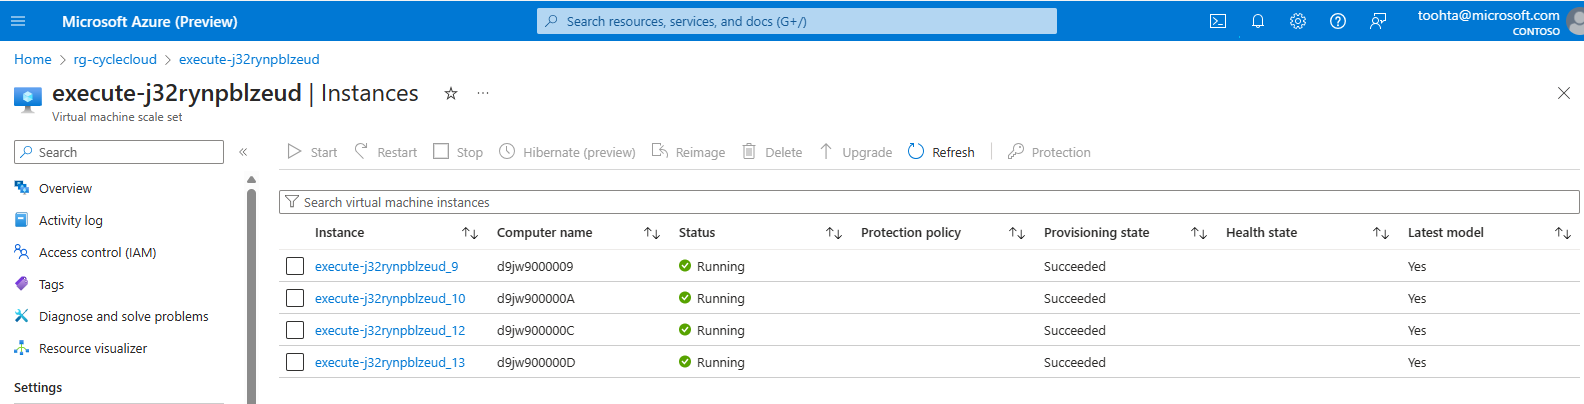 Microsoft Azure (Preview)
Search resources, services, and docs (G+/)
toohta@microsoft.com
CONTOSO
Home > rg-cyclecloud > execute-j32rynpblzeud
execute-j32rynpblzeud | Instances
Virtual machine scale set
Search
Start Restart Stop Hibernate (preview) Reimage Delete Upgrade Refresh Protection
Overview
Activity log
Access control (IAM)
Tags
Diagnose and solve problems
Resource visualizer
Settings
Search virtual machine instances
Instance Computer name Status Protection policy Provisioning state Health state Latest model
execute-j32rynpblzeud_9 d9jw9000009 Running Succeeded Yes
execute-j32rynpblzeud_10 d9jw900000A Running Succeeded Yes
execute-j32rynpblzeud_12 d9jw900000C Running Succeeded Yes
execute-j32rynpblzeud_13 d9jw900000D Running Succeeded Yes